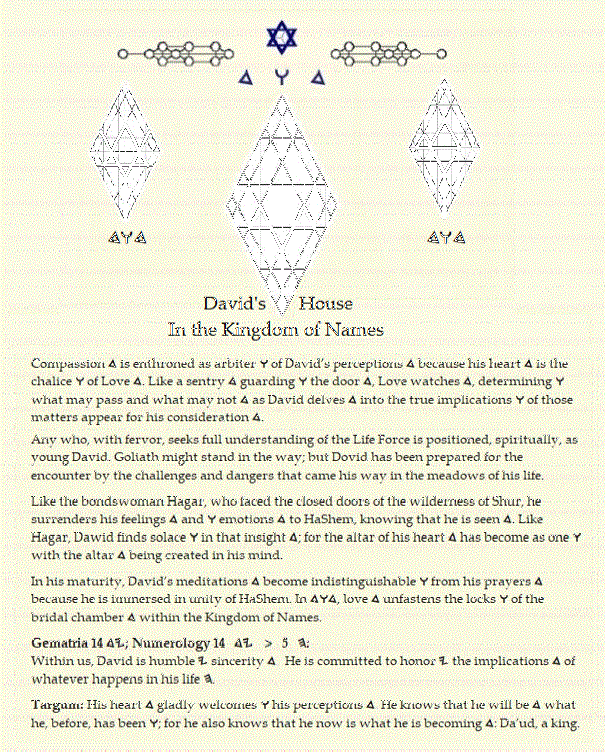 𐤃 𐤅 𐤃
𐤃𐤅𐤃 𐤃𐤅𐤃
David's House
In the Kingdom of Names
Compassion 𐤃 is enthroned as arbiter 𐤅 of David's perceptions 𐤃 because his heart 𐤃 is the
chalice 𐤅 of Love 𐤃. Like a sentry 𐤃 guarding 𐤅 the door 𐤃, Love watches 𐤃, determining 𐤅
what may pass and what may not 𐤃 as David delves 𐤃 into the true implications 𐤅 of those
matters appear for his consideration 𐤃.
Any who, with fervor, seeks full understanding of the Life Force is positioned, spiritually, as
young David. Goliath might stand in the way; but Dovid has been prepared for the
encounter by the challenges and dangers that came his way in the meadows of his life.
Like the bondswoman Hagar, who faced the closed doors of the wilderness of Shur, he
surrenders his feelings 𐤃 and 𐤅 emotions 𐤃 to HaShem, knowing that he is seen 𐤃. Like
Hagar, Dawid finds solace 𐤅 in that insight 𐤃; for the altar of his heart 𐤃 has become as one 𐤅
with the altar 𐤃 being created in his mind.
In his maturity, David's meditations 𐤃 become indistinguishable 𐤅 from his prayers 𐤃
because he is immersed in unity of HaShem. In 𐤃𐤅𐤃, love 𐤃 unfastens the locks 𐤅 of the
bridal chamber 𐤃 within the Kingdom of Names.
Gematria 14 𐤉𐤃; Numerology 14 𐤉𐤃 > 5 𐤄:
Within us, David is humble 𐤉 sincerity 𐤃 He is committed to honor 𐤉 the implications 𐤃 of
whatever happens in his life 𐤄.
Targum: His heart 𐤃 gladly welcomes 𐤅 his perceptions 𐤃. He knows that he will be 𐤃 what
he, before, has been 𐤅; for he also knows that he now is what he is becoming 𐤃: Da'ud, a king.